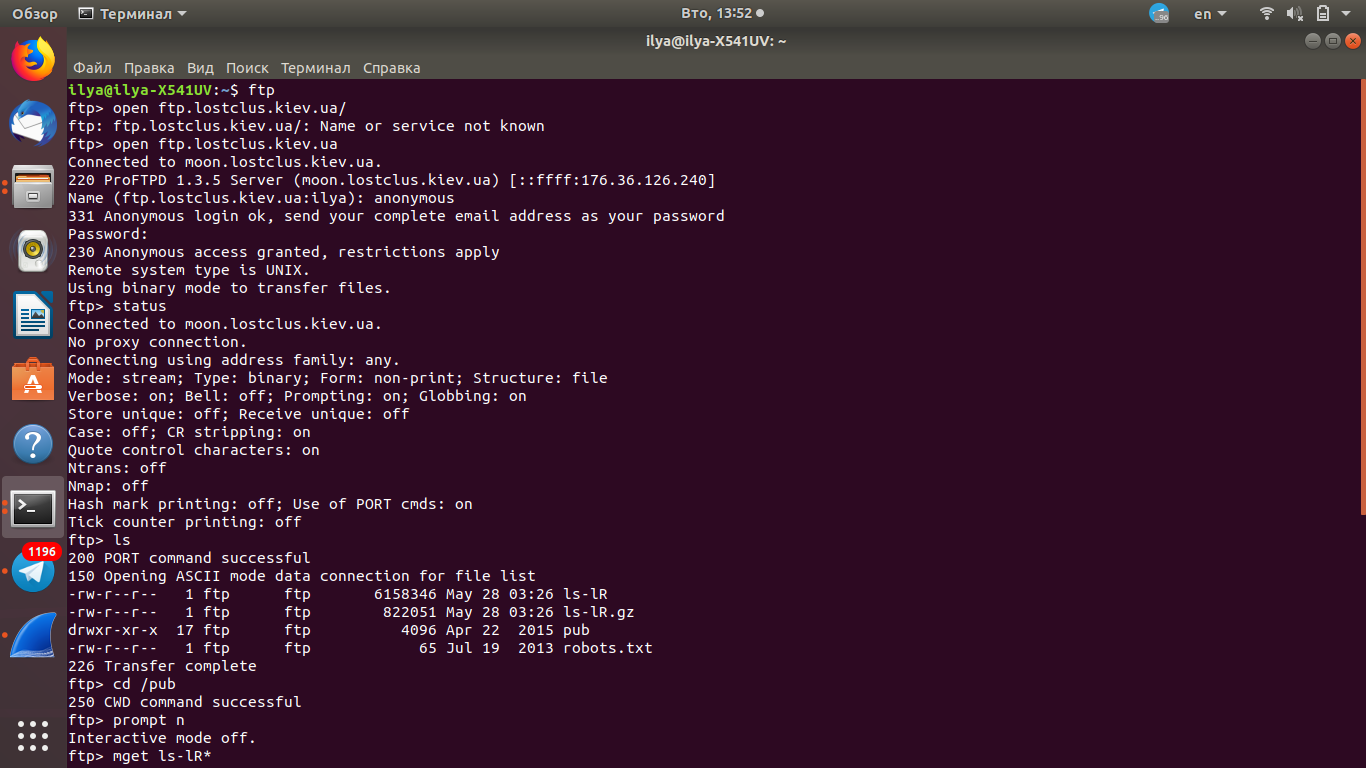 Обзор Терминал Вто, 13:52 en
ilya@ilya-X541UV: ~
Файл Правка Вид Поиск Терминал Справка
ilya@ilya-X541UV:~$ ftp
ftp> open ftp.lostclus.kiev.ua/
ftp: ftp.lostclus.kiev.ua/: Name or service not known
ftp> open ftp.lostclus.kiev.ua
Connected to moon.lostclus.kiev.ua.
220 ProFTPD 1.3.5 Server (moon.lostclus.kiev.ua) [::ffff:176.36.126.240]
Name (ftp.lostclus.kiev.ua:ilya): anonymous
331 Anonymous login ok, send your complete email address as your password
Password:
230 Anonymous access granted, restrictions apply
Remote system type is UNIX.
Using binary mode to transfer files.
ftp> status
Connected to moon.lostclus.kiev.ua.
No proxy connection.
Connecting using address family: any.
Mode: stream; Type: binary; Form: non-print; Structure: file
Verbose: on; Bell: off; Prompting: on; Globbing: on
Store unique: off; Receive unique: off
Case: off; CR stripping: on
Quote control characters: on
Ntrans: off
Nmap: off
Hash mark printing: off; Use of PORT cmds: on
Tick counter printing: off
ftp> ls
200 PORT command successful
150 Opening ASCII mode data connection for file list
-rw-r--r--   1 ftp      ftp       6158346 May 28 03:26 ls-lR
-rw-r--r--   1 ftp      ftp        822051 May 28 03:26 ls-lR.gz
drwxr-xr-x  17 ftp      ftp          4096 Apr 22  2015 pub
-rw-r--r--   1 ftp      ftp            65 Jul 19  2013 robots.txt
226 Transfer complete
ftp> cd /pub
250 CWD command successful
ftp> prompt n
Interactive mode off.
ftp> mget ls-lR*
1196